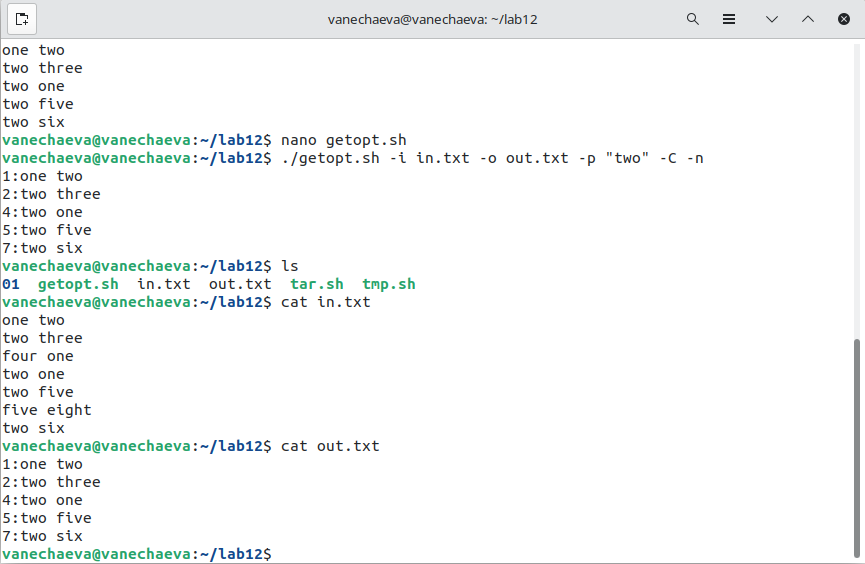 vanechaeva@vanechaeva: ~/lab12
one two
two three
two one
two five
two six
vanechaeva@vanechaeva:~/lab12$ nano getopt.sh
vanechaeva@vanechaeva:~/lab12$ ./getopt.sh -i in.txt -o out.txt -p "two" -C -n
1:one two
2:two three
4:two one
5:two five
7:two six
vanechaeva@vanechaeva:~/lab12$ ls
01  getopt.sh  in.txt  out.txt  tar.sh  tmp.sh
vanechaeva@vanechaeva:~/lab12$ cat in.txt
one two
two three
four one
two one
two five
five eight
two six
vanechaeva@vanechaeva:~/lab12$ cat out.txt
1:one two
2:two three
4:two one
5:two five
7:two six
vanechaeva@vanechaeva:~/lab12$